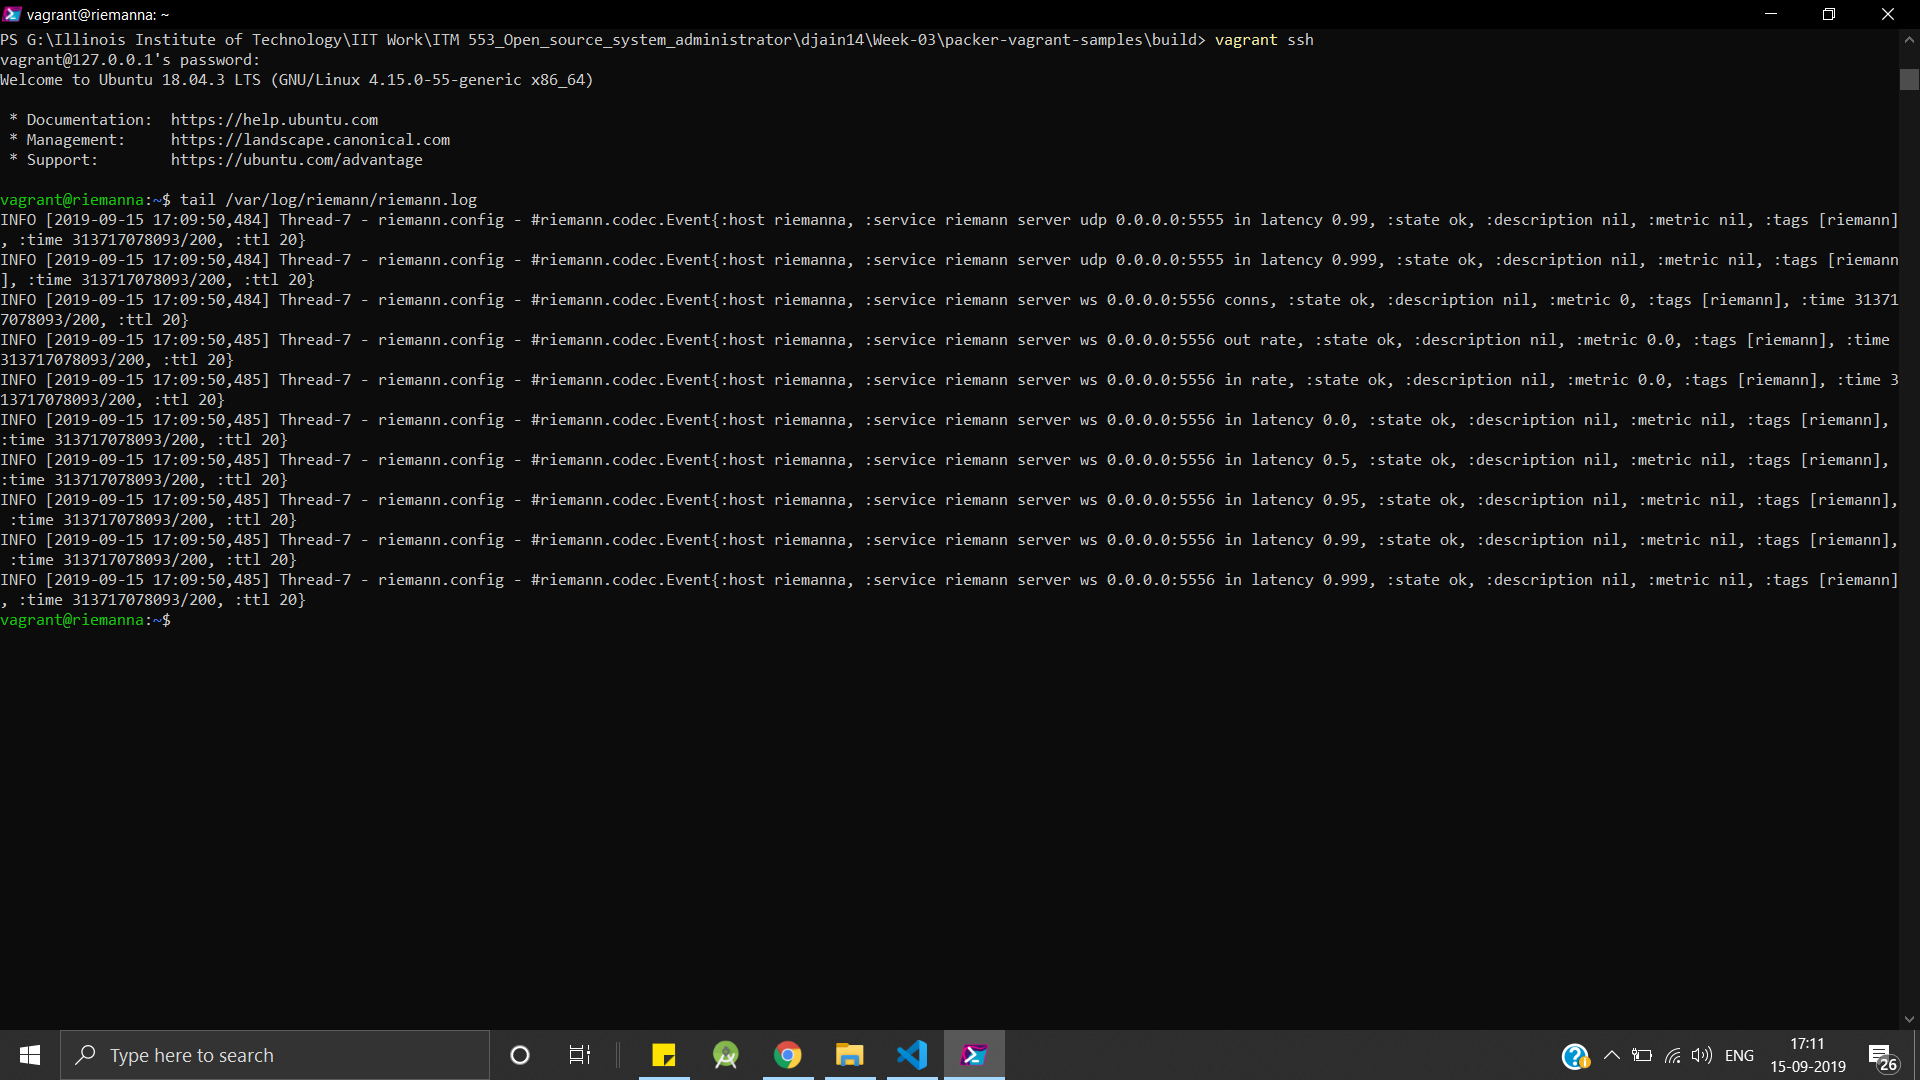 vagrant@riemanna: ~
PS G:\Illinois Institute of Technology\IIT Work\ITM 553_Open_source_system_administrator\djain14\Week-03\packer-vagrant-samples\build> vagrant ssh
vagrant@127.0.0.1's password:
Welcome to Ubuntu 18.04.3 LTS (GNU/Linux 4.15.0-55-generic x86_64)
* Documentation:  https://help.ubuntu.com
* Management:     https://landscape.canonical.com
* Support:        https://ubuntu.com/advantage
vagrant@riemanna:~$ tail /var/log/riemann/riemann.log
INFO [2019-09-15 17:09:50,484] Thread-7 - riemann.config - #riemann.codec.Event{:host riemanna, :service riemann server udp 0.0.0.0:5555 in latency 0.99, :state ok, :description nil, :metric nil, :tags [riemann]
, :time 313717078093/200, :ttl 20}
INFO [2019-09-15 17:09:50,484] Thread-7 - riemann.config - #riemann.codec.Event{:host riemanna, :service riemann server udp 0.0.0.0:5555 in latency 0.999, :state ok, :description nil, :metric nil, :tags [riemann
], :time 313717078093/200, :ttl 20}
INFO [2019-09-15 17:09:50,484] Thread-7 - riemann.config - #riemann.codec.Event{:host riemanna, :service riemann server ws 0.0.0.0:5556 conns, :state ok, :description nil, :metric 0, :tags [riemann], :time 31371
7078093/200, :ttl 20}
INFO [2019-09-15 17:09:50,485] Thread-7 - riemann.config - #riemann.codec.Event{:host riemanna, :service riemann server ws 0.0.0.0:5556 out rate, :state ok, :description nil, :metric 0.0, :tags [riemann], :time
313717078093/200, :ttl 20}
INFO [2019-09-15 17:09:50,485] Thread-7 - riemann.config - #riemann.codec.Event{:host riemanna, :service riemann server ws 0.0.0.0:5556 in rate, :state ok, :description nil, :metric 0.0, :tags [riemann], :time 3
13717078093/200, :ttl 20}
INFO [2019-09-15 17:09:50,485] Thread-7 - riemann.config - #riemann.codec.Event{:host riemanna, :service riemann server ws 0.0.0.0:5556 in latency 0.0, :state ok, :description nil, :metric nil, :tags [riemann],
:time 313717078093/200, :ttl 20}
INFO [2019-09-15 17:09:50,485] Thread-7 - riemann.config - #riemann.codec.Event{:host riemanna, :service riemann server ws 0.0.0.0:5556 in latency 0.5, :state ok, :description nil, :metric nil, :tags [riemann],
:time 313717078093/200, :ttl 20}
INFO [2019-09-15 17:09:50,485] Thread-7 - riemann.config - #riemann.codec.Event{:host riemanna, :service riemann server ws 0.0.0.0:5556 in latency 0.95, :state ok, :description nil, :metric nil, :tags [riemann],
:time 313717078093/200, :ttl 20}
INFO [2019-09-15 17:09:50,485] Thread-7 - riemann.config - #riemann.codec.Event{:host riemanna, :service riemann server ws 0.0.0.0:5556 in latency 0.99, :state ok, :description nil, :metric nil, :tags [riemann],
:time 313717078093/200, :ttl 20}
INFO [2019-09-15 17:09:50,485] Thread-7 - riemann.config - #riemann.codec.Event{:host riemanna, :service riemann server ws 0.0.0.0:5556 in latency 0.999, :state ok, :description nil, :metric nil, :tags [riemann]
, :time 313717078093/200, :ttl 20}
vagrant@riemanna:~$
Type here to search
ENG
17:11
15-09-2019
26